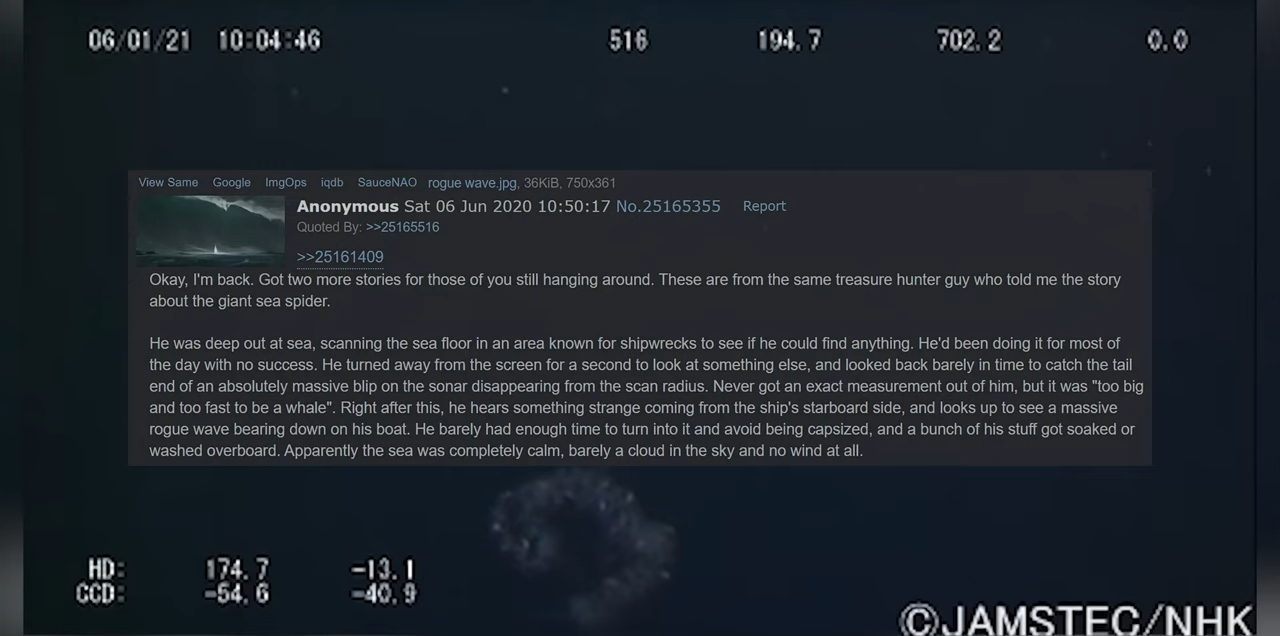 06/01/21 10:04:46 516 194.7 702.2 0.0
View Same Google ImgOps iqdb SauceNAO rogue wave.jpg, 36KiB, 750x361
Anonymous Sat 06 Jun 2020 10:50:17 No.25165355 Report
Quoted By: >>25165516
>>25161409
Okay, I'm back. Got two more stories for those of you still hanging around. These are from the same treasure hunter guy who told me the story
about the giant sea spider.
He was deep out at sea, scanning the sea floor in an area known for shipwrecks to see if he could find anything. He'd been doing it for most of
the day with no success. He turned away from the screen for a second to look at something else, and looked back barely in time to catch the tail
end of an absolutely massive blip on the sonar disappearing from the scan radius. Never got an exact measurement out of him, but it was "too big
and too fast to be a whale". Right after this, he hears something strange coming from the ship's starboard side, and looks up to see a massive
rogue wave bearing down on his boat. He barely had enough time to turn into it and avoid being capsized, and a bunch of his stuff got soaked or
washed overboard. Apparently the sea was completely calm, barely a cloud in the sky and no wind at all.
HD: 174.7 -13.1
CCD: -54.6 -40.9
©JAMSTEC/NHK